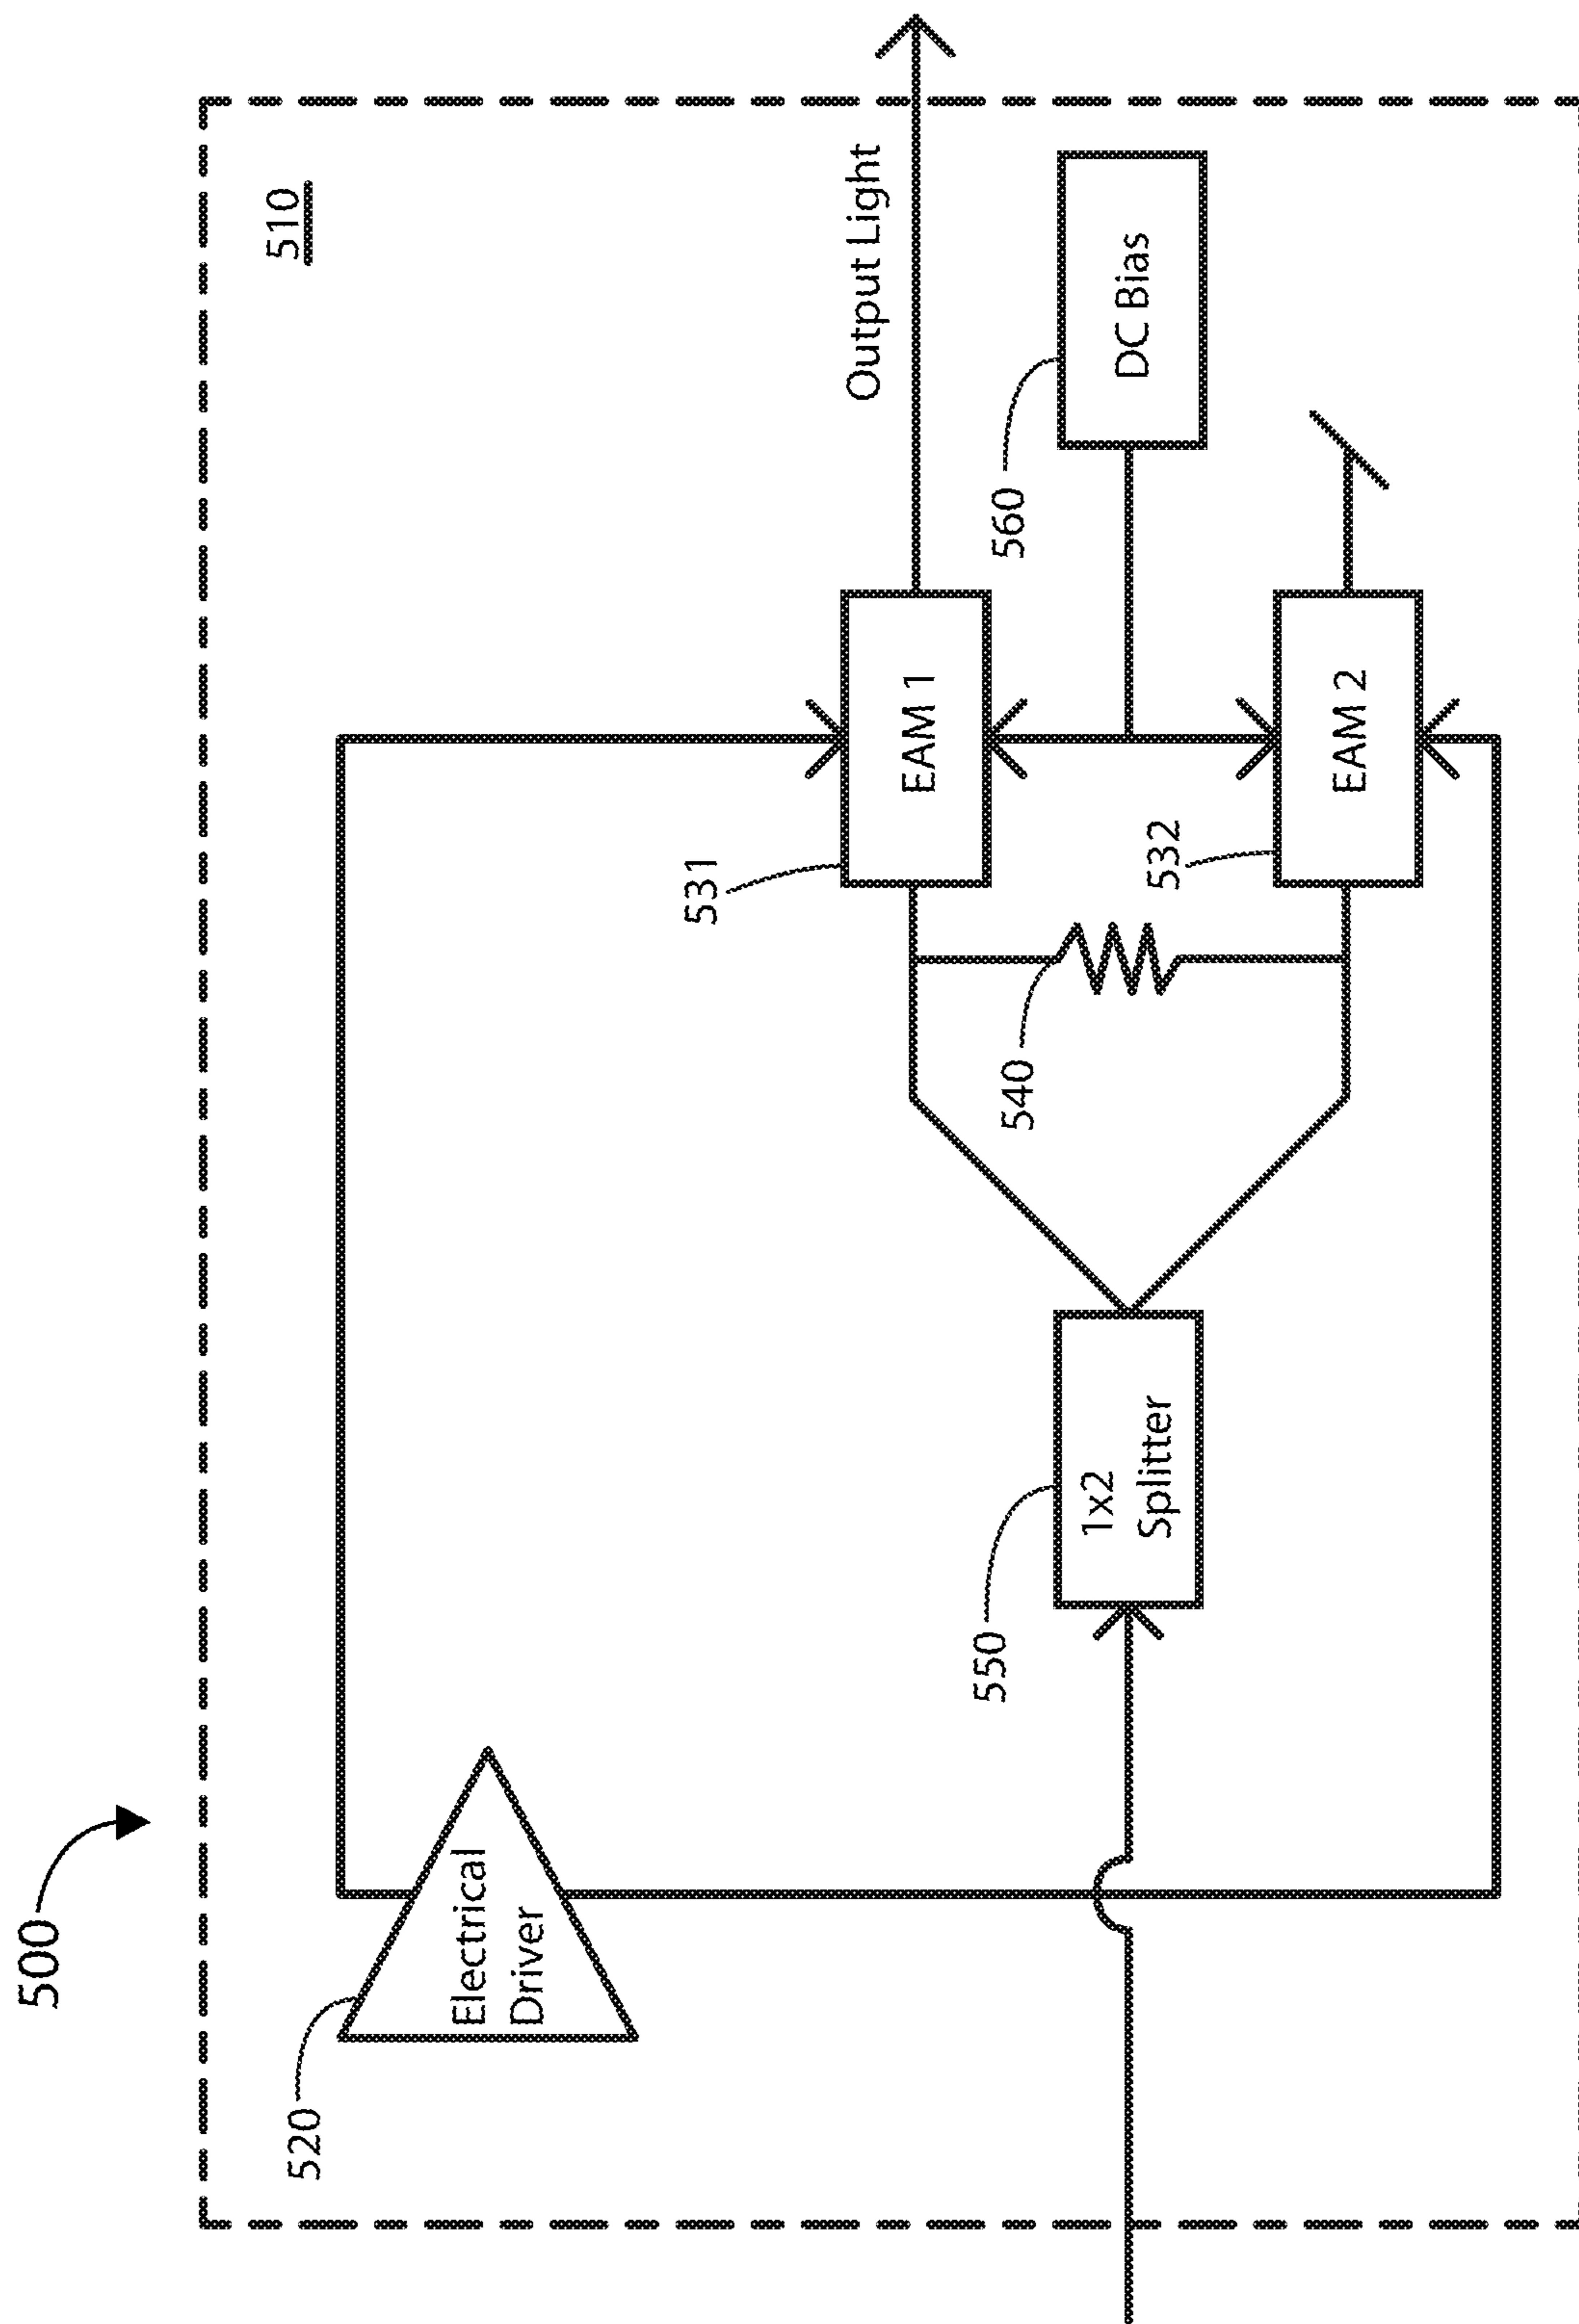 500
510
520
Electrical
Driver
Output Light
531
EAM 1
560
DC Bias
540
550
1x2
Splitter
532
EAM 2